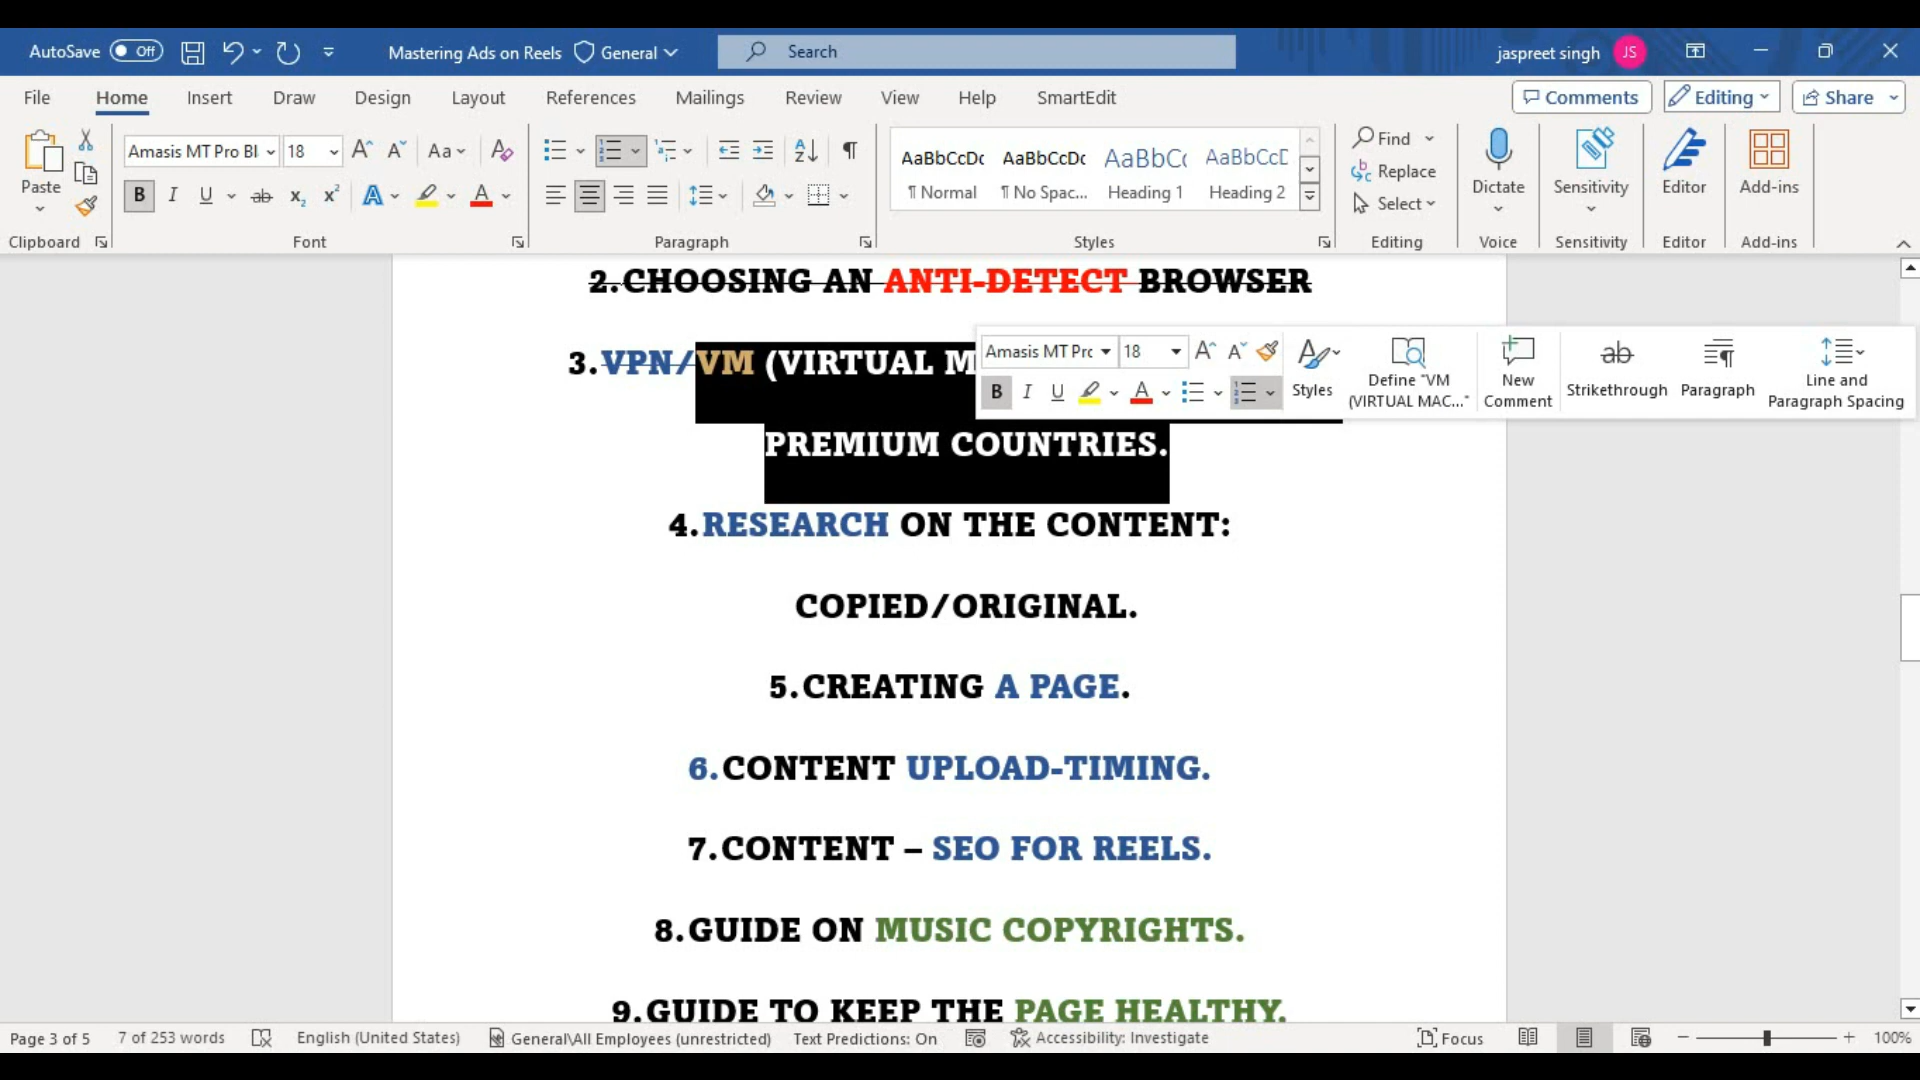 AutoSave Off Mastering Ads on Reels General Search jaspreet singh JS
File Home Insert Draw Design Layout References Mailings Review View Help SmartEdit Comments Editing Share
Paste
Clipboard
Amasis MT Pro Bl 18
Font
Paragraph
AaBbCcDc AaBbCcDc AaBbC AaBbCcD
¶ Normal ¶ No Spac... Heading 1 Heading 2
Styles
Find
Replace
Select
Editing
Dictate
Voice
Sensitivity
Sensitivity
Editor
Editor
Add-ins
Add-ins
2.CHOOSING AN ANTI-DETECT BROWSER
3.VPN/VM (VIRTUAL M
PREMIUM COUNTRIES.
Amasis MT Prc 18
Styles
Define "VM
(VIRTUAL MAC..."
New
Comment
Strikethrough
Paragraph
Line and
Paragraph Spacing
4.RESEARCH ON THE CONTENT:
COPIED/ORIGINAL.
5.CREATING A PAGE.
6.CONTENT UPLOAD-TIMING.
7.CONTENT – SEO FOR REELS.
8.GUIDE ON MUSIC COPYRIGHTS.
9.GUIDE TO KEEP THE PAGE HEALTHY.
Page 3 of 5 7 of 253 words English (United States) General\All Employees (unrestricted) Text Predictions: On Accessibility: Investigate Focus 100%